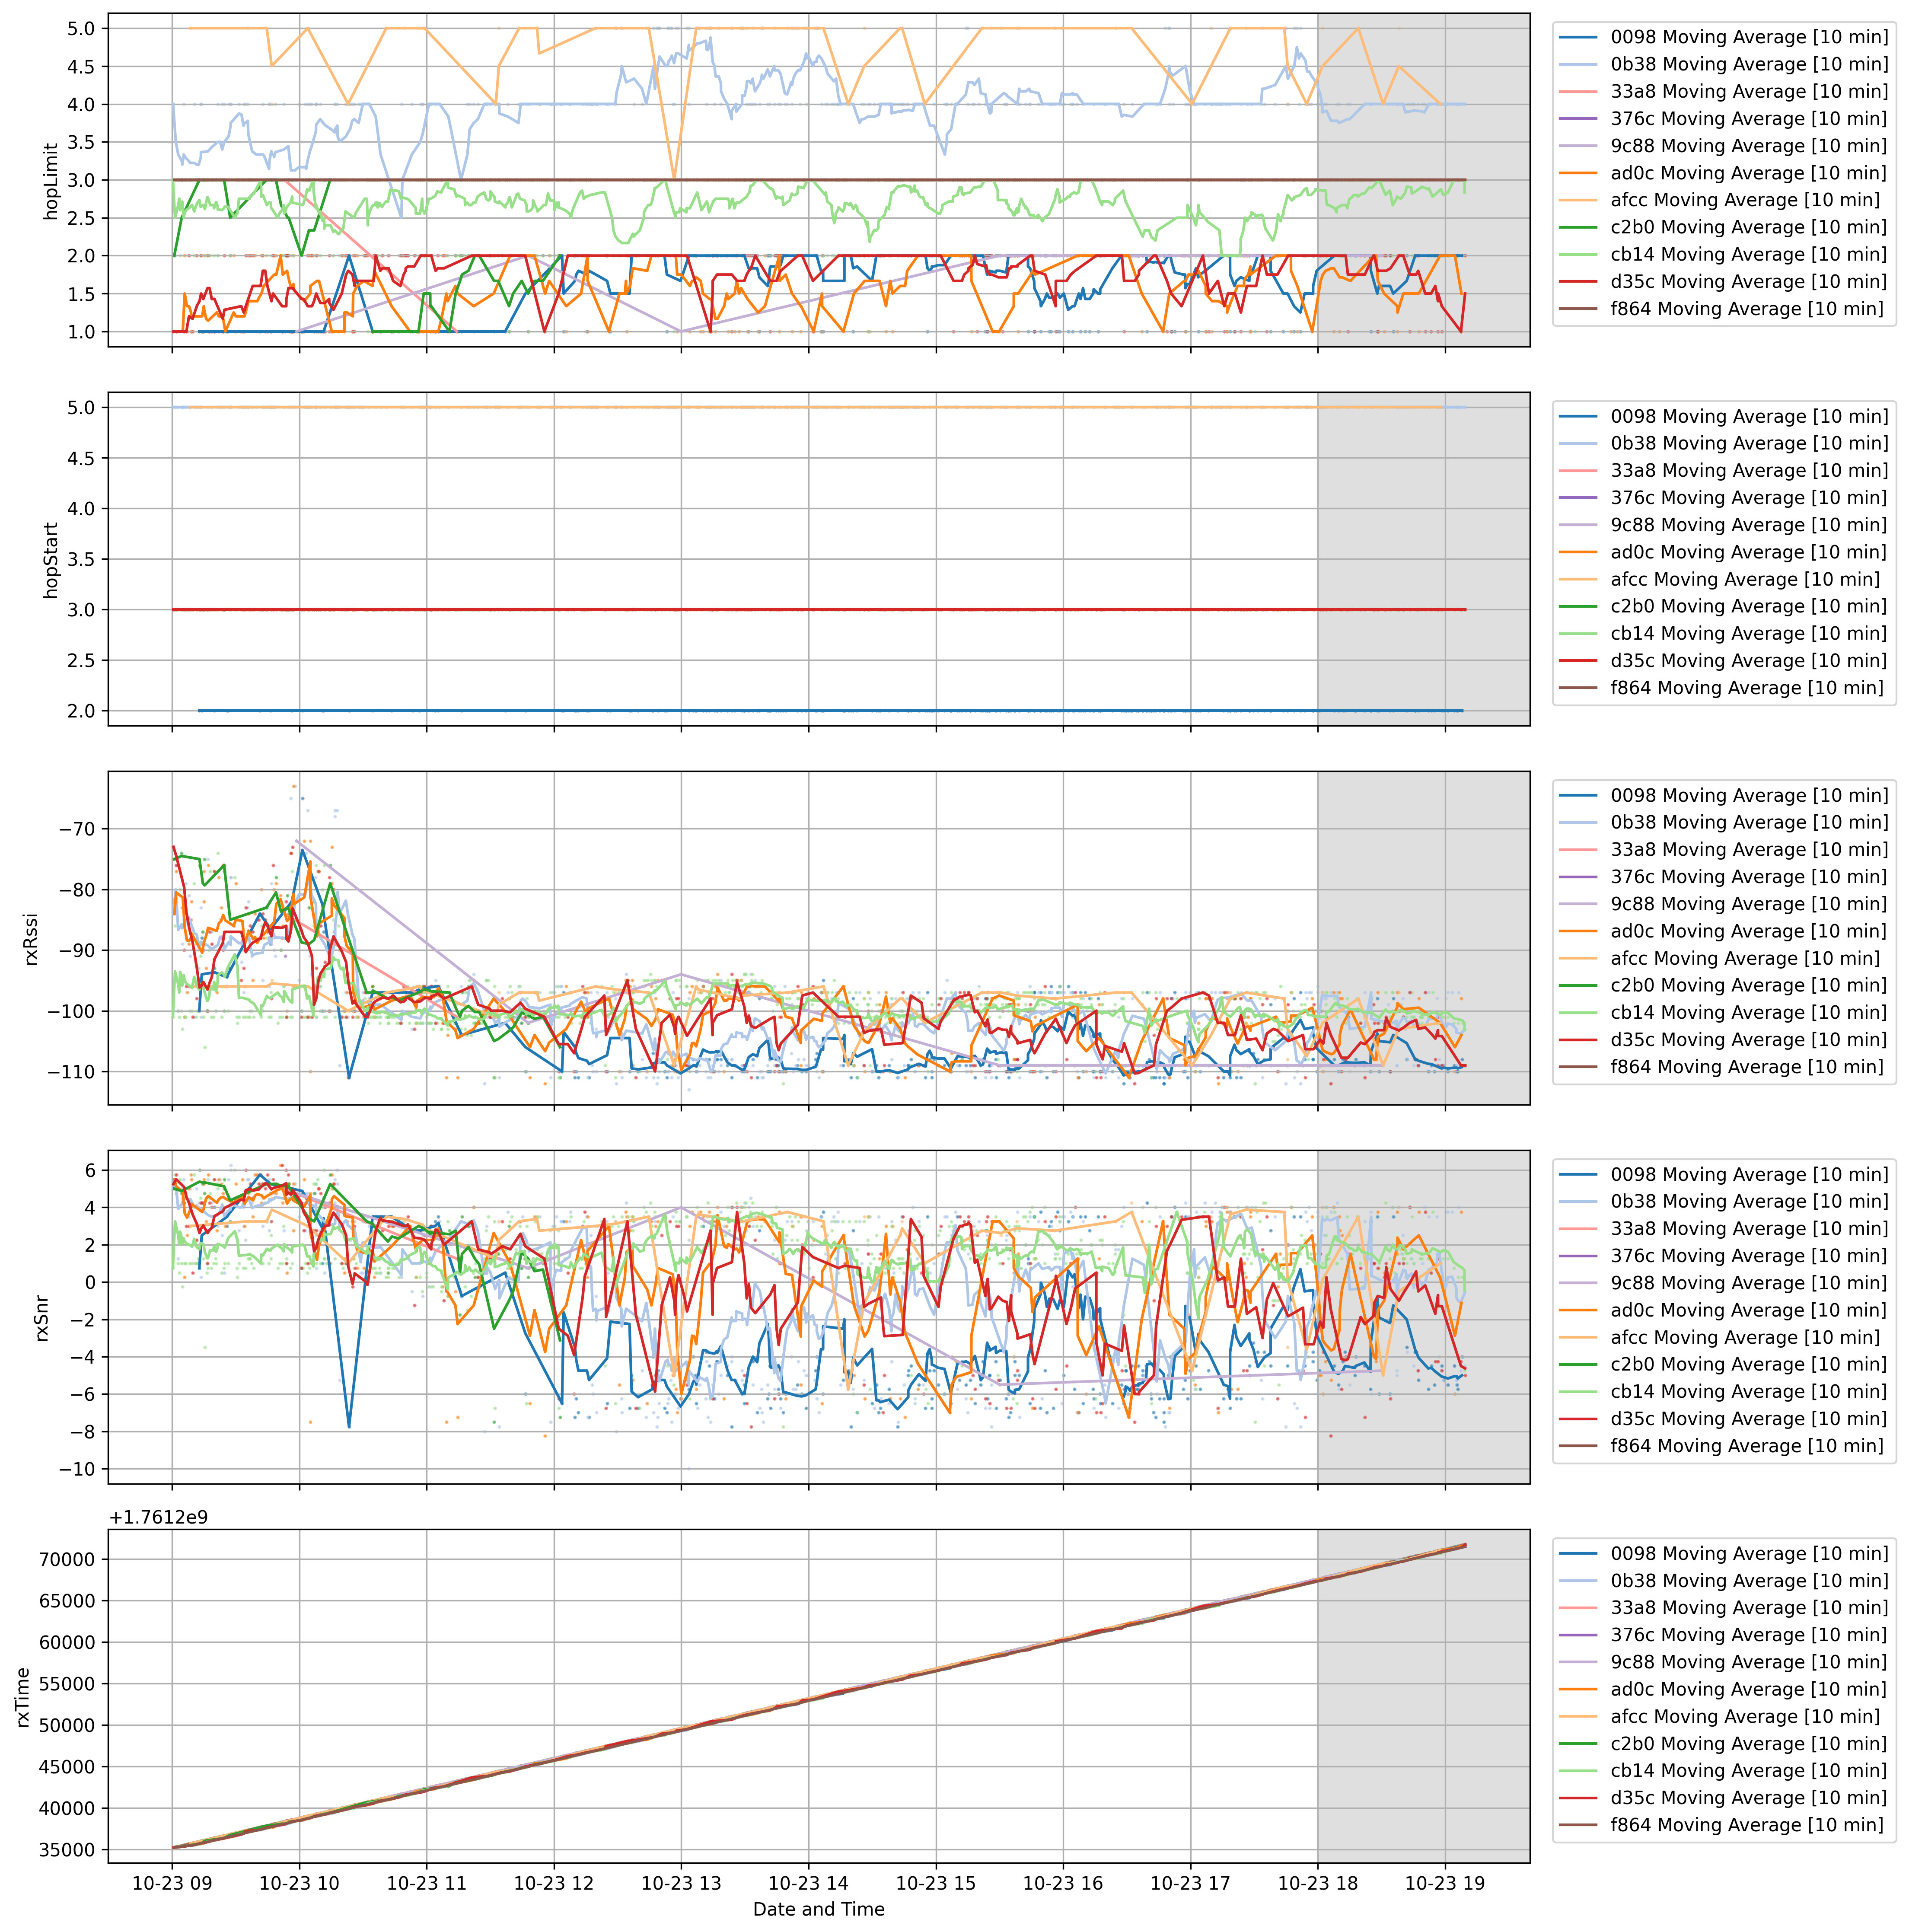 5.0
4.5
4.0
3.5
3.0
2.5
2.0
1.5
1.0
hopLimit
0098 Moving Average [10 min]
0b38 Moving Average [10 min]
33a8 Moving Average [10 min]
376c Moving Average [10 min]
9c88 Moving Average [10 min]
ad0c Moving Average [10 min]
afcc Moving Average [10 min]
c2b0 Moving Average [10 min]
cb14 Moving Average [10 min]
d35c Moving Average [10 min]
f864 Moving Average [10 min]
5.0
4.5
4.0
3.5
3.0
2.5
2.0
hopStart
0098 Moving Average [10 min]
0b38 Moving Average [10 min]
33a8 Moving Average [10 min]
376c Moving Average [10 min]
9c88 Moving Average [10 min]
ad0c Moving Average [10 min]
afcc Moving Average [10 min]
c2b0 Moving Average [10 min]
cb14 Moving Average [10 min]
d35c Moving Average [10 min]
f864 Moving Average [10 min]
−70
−80
−90
−100
−110
rxRssi
0098 Moving Average [10 min]
0b38 Moving Average [10 min]
33a8 Moving Average [10 min]
376c Moving Average [10 min]
9c88 Moving Average [10 min]
ad0c Moving Average [10 min]
afcc Moving Average [10 min]
c2b0 Moving Average [10 min]
cb14 Moving Average [10 min]
d35c Moving Average [10 min]
f864 Moving Average [10 min]
6
4
2
0
−2
−4
−6
−8
−10
rxSnr
0098 Moving Average [10 min]
0b38 Moving Average [10 min]
33a8 Moving Average [10 min]
376c Moving Average [10 min]
9c88 Moving Average [10 min]
ad0c Moving Average [10 min]
afcc Moving Average [10 min]
c2b0 Moving Average [10 min]
cb14 Moving Average [10 min]
d35c Moving Average [10 min]
f864 Moving Average [10 min]
+1.7612e9
70000
65000
60000
55000
50000
45000
40000
35000
rxTime
0098 Moving Average [10 min]
0b38 Moving Average [10 min]
33a8 Moving Average [10 min]
376c Moving Average [10 min]
9c88 Moving Average [10 min]
ad0c Moving Average [10 min]
afcc Moving Average [10 min]
c2b0 Moving Average [10 min]
cb14 Moving Average [10 min]
d35c Moving Average [10 min]
f864 Moving Average [10 min]
10-23 09 10-23 10 10-23 11 10-23 12 10-23 13 10-23 14 10-23 15 10-23 16 10-23 17 10-23 18 10-23 19
Date and Time